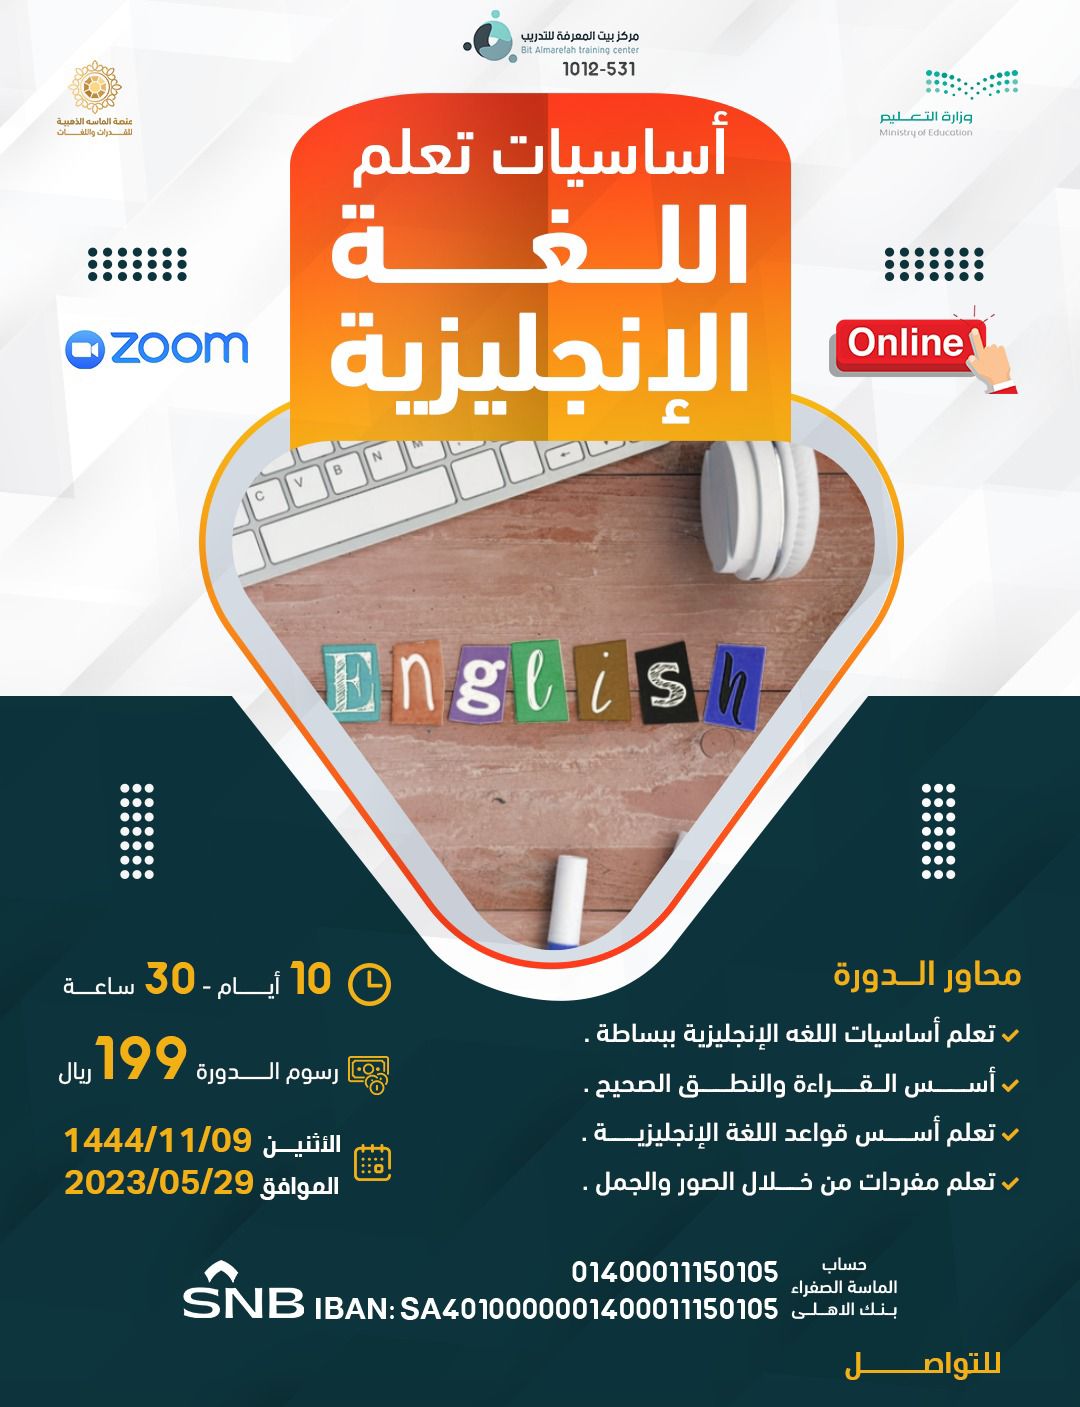 مركز بيت المعرفة للتدريب
Bit Almarefah training center
1012-531
وزارة التعليم
Ministry of Education
منصة الماسه الذهبية
للقدرات واللغات
أساسيات تعلم
اللغة
الإنجليزية
Online
zoom
C V B N M
English
محاور الدورة
تعلم أساسيات اللغه الإنجليزية ببساطة .
أسس القراءة والنطق الصحيح .
تعلم أسس قواعد اللغة الإنجليزية .
تعلم مفردات من خلال الصور والجمل .
10 أيام - 30 ساعة
رسوم الدورة 199 ريال
الأثنين 1444/11/09
الموافق 2023/05/29
حساب
الماسة الصفراء
بنك الاهلى
01400011150105
IBAN: SA4010000001400011150105
SNB
للتواصل